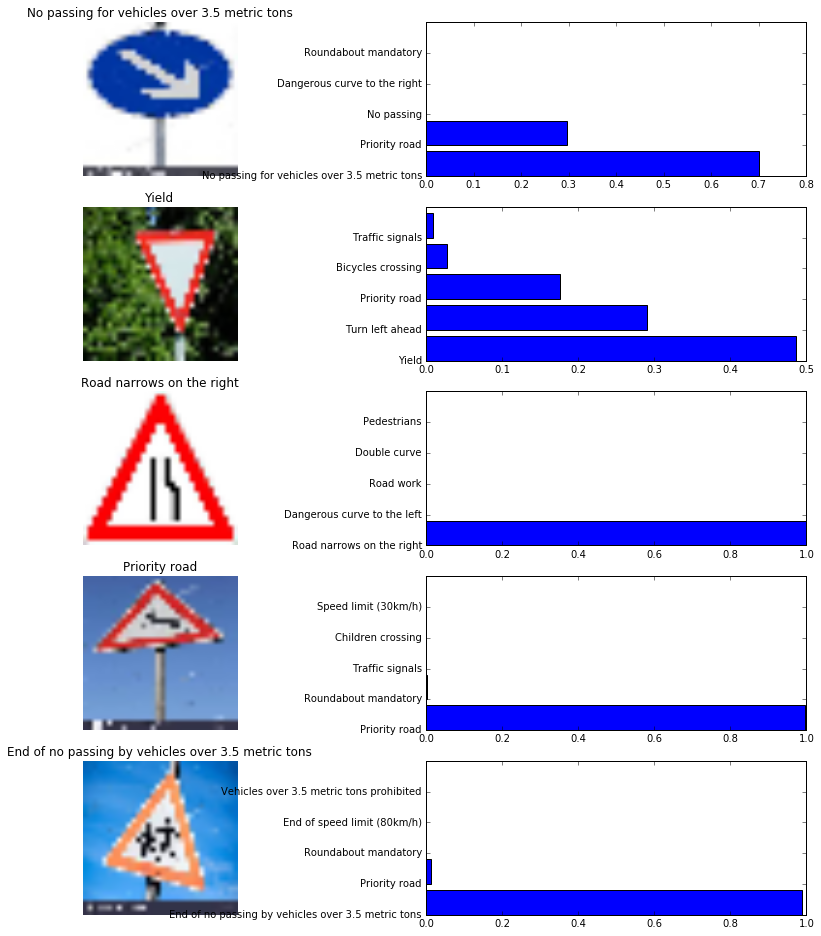 No passing for vehicles over 3.5 metric tons
Roundabout mandatory
Dangerous curve to the right
No passing
Priority road
No passing for vehicles over 3.5 metric tons
0.0 0.1 0.2 0.3 0.4 0.5 0.6 0.7 0.8
Yield
Traffic signals
Bicycles crossing
Priority road
Turn left ahead
Yield
0.0 0.1 0.2 0.3 0.4 0.5
Road narrows on the right
Pedestrians
Double curve
Road work
Dangerous curve to the left
Road narrows on the right
0.0 0.2 0.4 0.6 0.8 1.0
Priority road
Speed limit (30km/h)
Children crossing
Traffic signals
Roundabout mandatory
Priority road
0.0 0.2 0.4 0.6 0.8 1.0
End of no passing by vehicles over 3.5 metric tons
Vehicles over 3.5 metric tons prohibited
End of speed limit (80km/h)
Roundabout mandatory
Priority road
End of no passing by vehicles over 3.5 metric tons
0.0 0.2 0.4 0.6 0.8 1.0